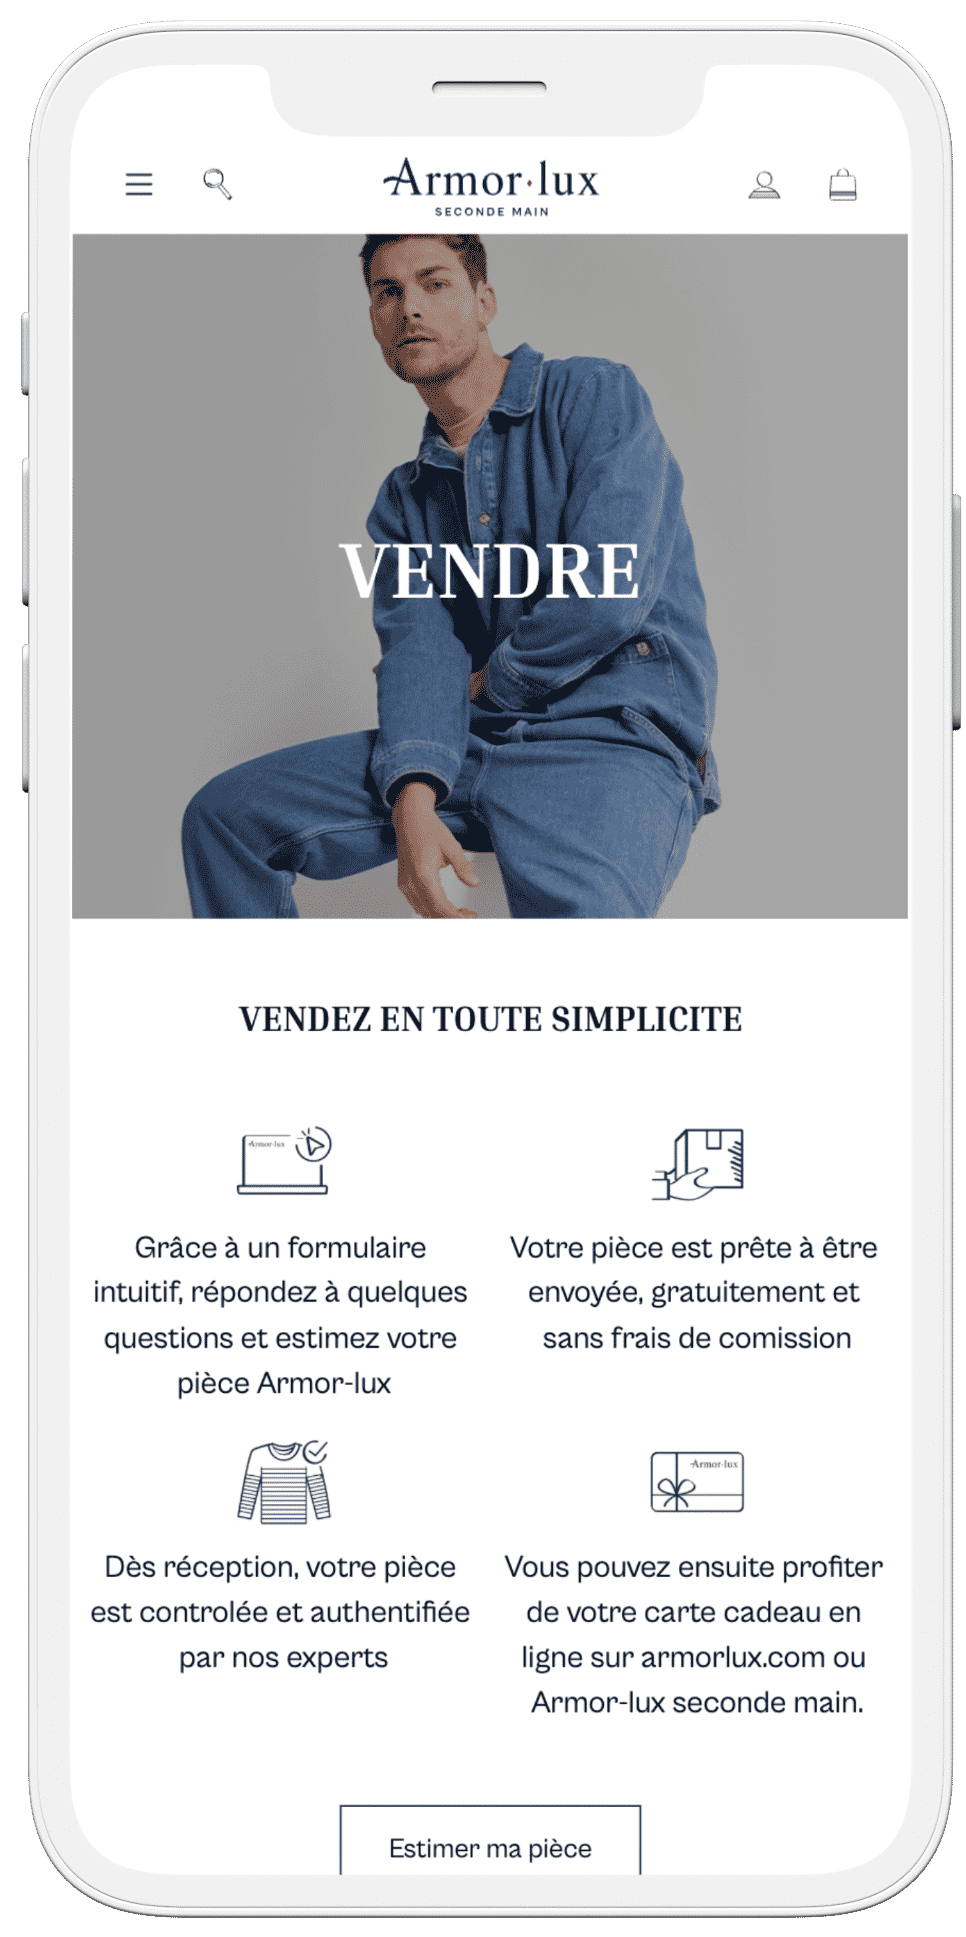 Armor·lux
SECONDE MAIN
VENDRE
VENDEZ EN TOUTE SIMPLICITE
Armor·lux
Grâce à un formulaire
intuitif, répondez à quelques
questions et estimez votre
pièce Armor-lux
Votre pièce est prête à être
envoyée, gratuitement et
sans frais de comission
Dès réception, votre pièce
est controlée et authentifiée
par nos experts
Armor·lux
Vous pouvez ensuite profiter
de votre carte cadeau en
ligne sur armorlux.com ou
Armor-lux seconde main.
Estimer ma pièce